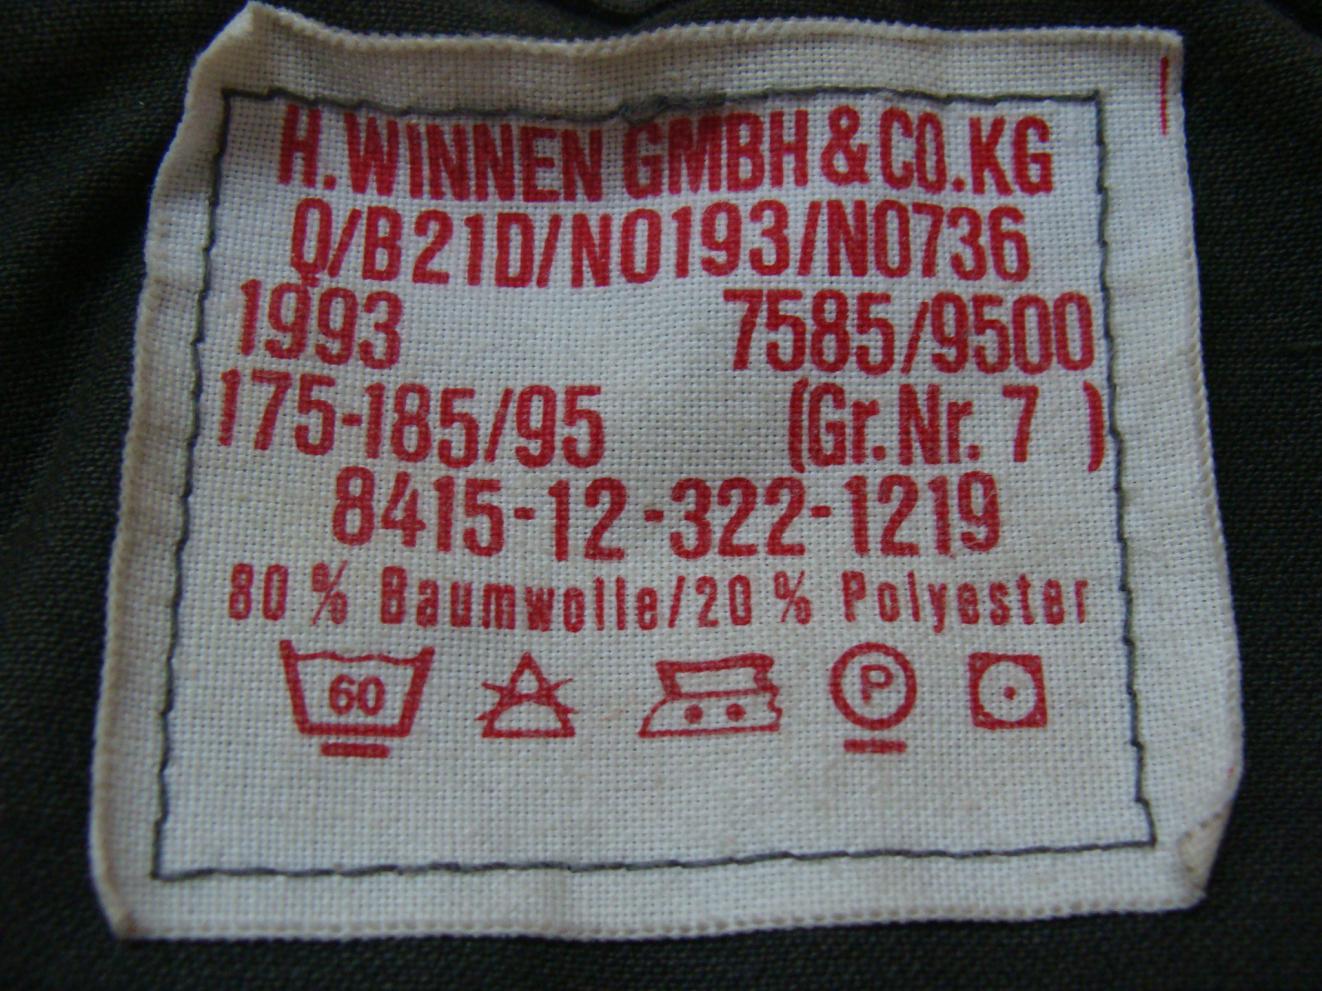 H.WINNEN GMBH & CO.KG
Q/B21D/N0193/N0736
1993 7585/9500
175-185/95 (Gr.Nr. 7 )
8415-12-322-1219
80 % Baumwolle/20 % Polyester
60 P